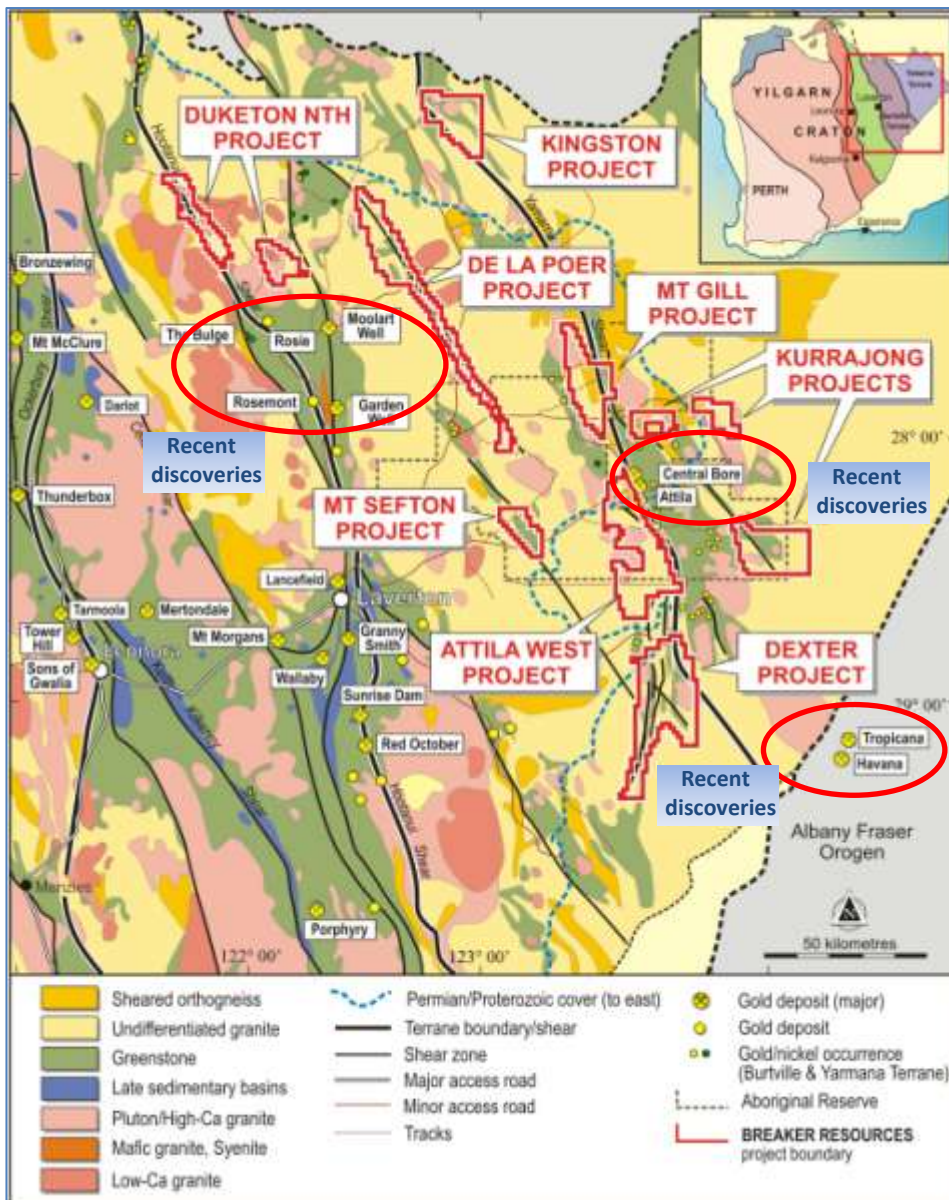 DUKETON NTH
PROJECT
KINGSTON
PROJECT
YILGARN
CRATON
PERTH
Kalgoorlie
Esperance
Bronzewing
DE LA POER
PROJECT
MT GILL
PROJECT
Mt McClure
The Bulge
Rosie
Moolart
Well
KURRAJONG
PROJECTS
Darlot
Rosemont
Garden
Well
28° 00'
Recent
discoveries
Central Bore
Attila
Recent
discoveries
Thunderbox
MT SEFTON
PROJECT
Lancefield
Laverton
Tarmoola
Mertondale
Tower
Hill
Mt Morgans
Granny
Smith
ATTILA WEST
PROJECT
DEXTER
PROJECT
Sons of
Gwalia
Wallaby
Sunrise Dam
29° 00'
Tropicana
Red October
Havana
Recent
discoveries
Keith
Kilkenny
Shear
Hootanui
Shear
Albany Fraser
Orogen
Menzies
Porphyry
122° 00'
123° 00'
50 kilometres
Sheared orthogneiss
Undifferentiated granite
Greenstone
Late sedimentary basins
Pluton/High-Ca granite
Mafic granite, Syenite
Low-Ca granite
Permian/Proterozoic cover (to east)
Terrane boundary/shear
Shear zone
Major access road
Minor access road
Tracks
Gold deposit (major)
Gold deposit
Gold/nickel occurrence
(Burtville & Yarmana Terrane)
Aboriginal Reserve
BREAKER RESOURCES
project boundary